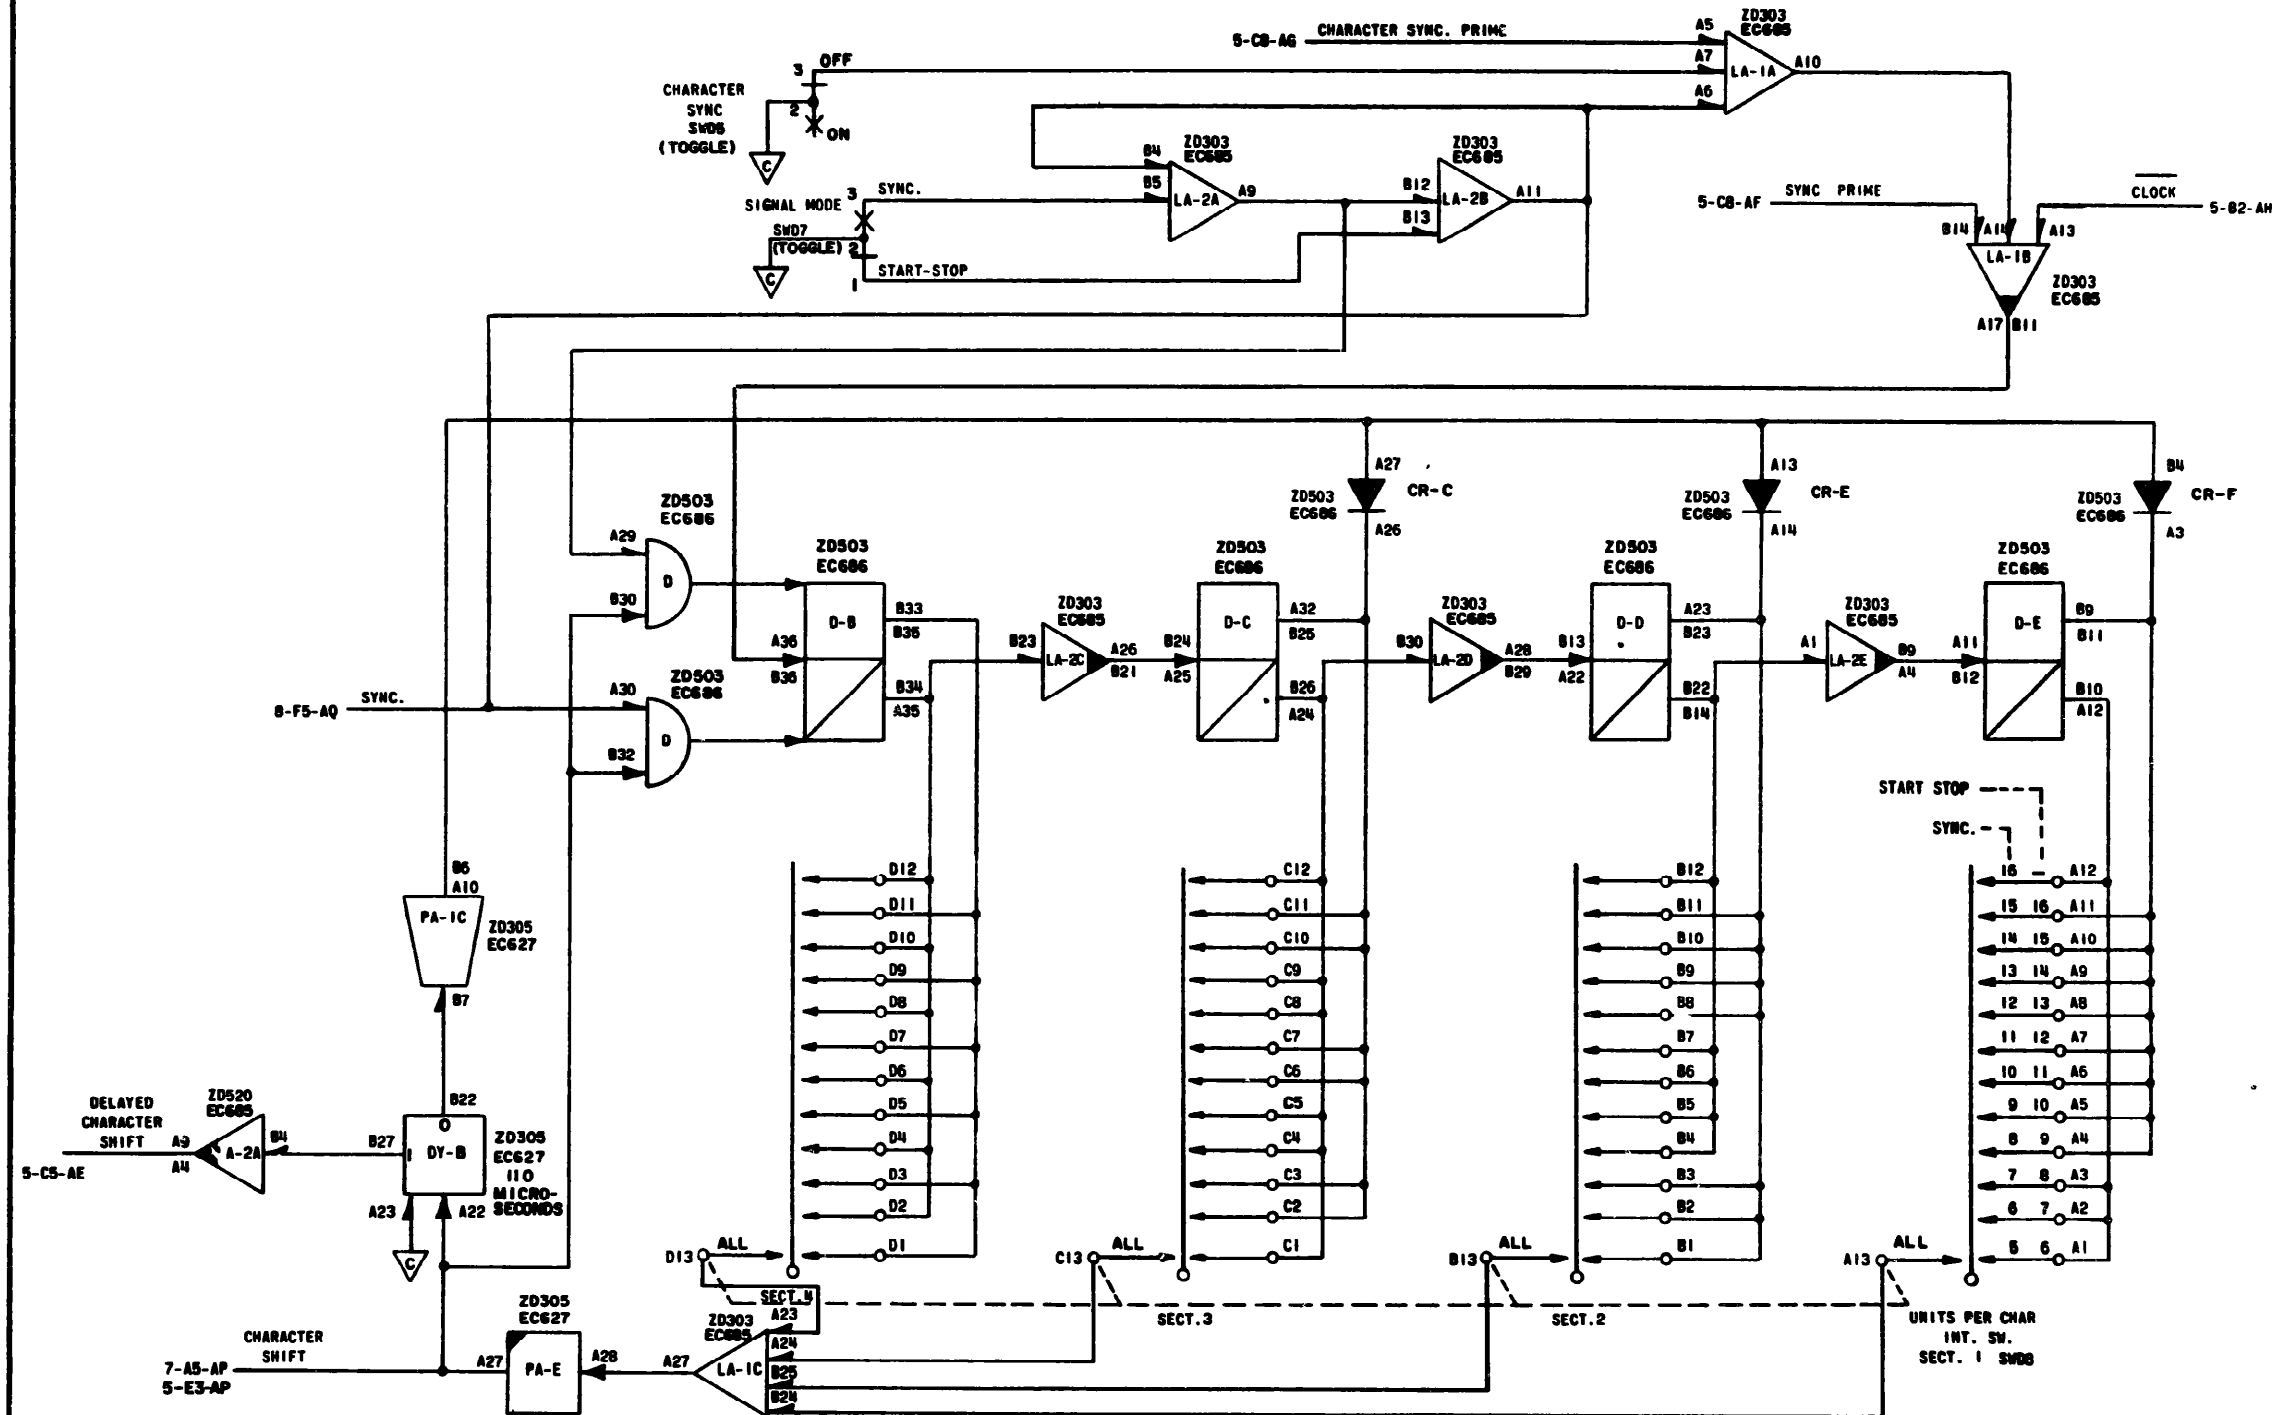 5-C8-AG
CHARACTER SYNC. PRIME
A5
ZD303
EC685
A7
LA-1A
A10
A6
CHARACTER
SYNC
(TOGGLE)
3
OFF
2
ON
C
B4
ZD303
EC685
B5
LA-2A
A9
ZD303
EC685
B12
LA-2B
A11
B13
SIGNAL MODE
3
SYNC.
SWD7
(TOGGLE)
2
C
1
START-STOP
5-C8-AF
SYNC PRIME
CLOCK
5-B2-AH
B14
A14
A13
LA-1B
ZD303
EC685
A17
B11
A27
CR-C
ZD503
EC686
A26
A13
CR-E
ZD503
EC686
A14
B4
CR-F
ZD503
EC686
A3
ZD503
EC686
A29
D
B30
ZD503
EC686
A30
D
B32
8-F5-AQ
SYNC.
ZD503
EC686
D-B
A36
B36
B33
B35
B34
A35
ZD303
EC685
B23
LA-2C
A26
B21
ZD503
EC686
D-C
B24
A25
A32
B25
B26
A24
ZD303
EC685
B30
LA-2D
A28
B29
ZD503
EC686
D-D
B13
A22
A23
B23
B22
B14
ZD303
EC685
A1
LA-2E
B9
A4
ZD503
EC686
D-E
A11
B12
B9
B11
B10
A12
START STOP
SYNC.
B6
A10
PA-1C
ZD305
EC627
B7
DELAYED
CHARACTER
SHIFT
5-C5-AE
A9
A4
ZD520
EC685
A-2A
B4
B27
B22
0
1
DY-B
ZD305
EC627
110
MICRO-
SECONDS
A23
A22
C
CHARACTER
SHIFT
7-A5-AP
5-E3-AP
A27
ZD305
EC627
PA-E
A28
A27
ZD303
EC685
LA-1C
A23
A24
B25
B24
D12
D11
D10
D9
D8
D7
D6
D5
D4
D3
D2
D1
D13
ALL
SECT.4
C12
C11
C10
C9
C8
C7
C6
C5
C4
C3
C2
C1
C13
ALL
SECT.3
B12
B11
B10
B9
B8
B7
B6
B5
B4
B3
B2
B1
B13
ALL
SECT.2
16 A12
15 16 A11
14 15 A10
13 14 A9
12 13 A8
11 12 A7
10 11 A6
9 10 A5
8 9 A4
7 8 A3
6 7 A2
5 6 A1
A13
ALL
UNITS PER CHAR
INT. SW.
SECT. 1 SWD8